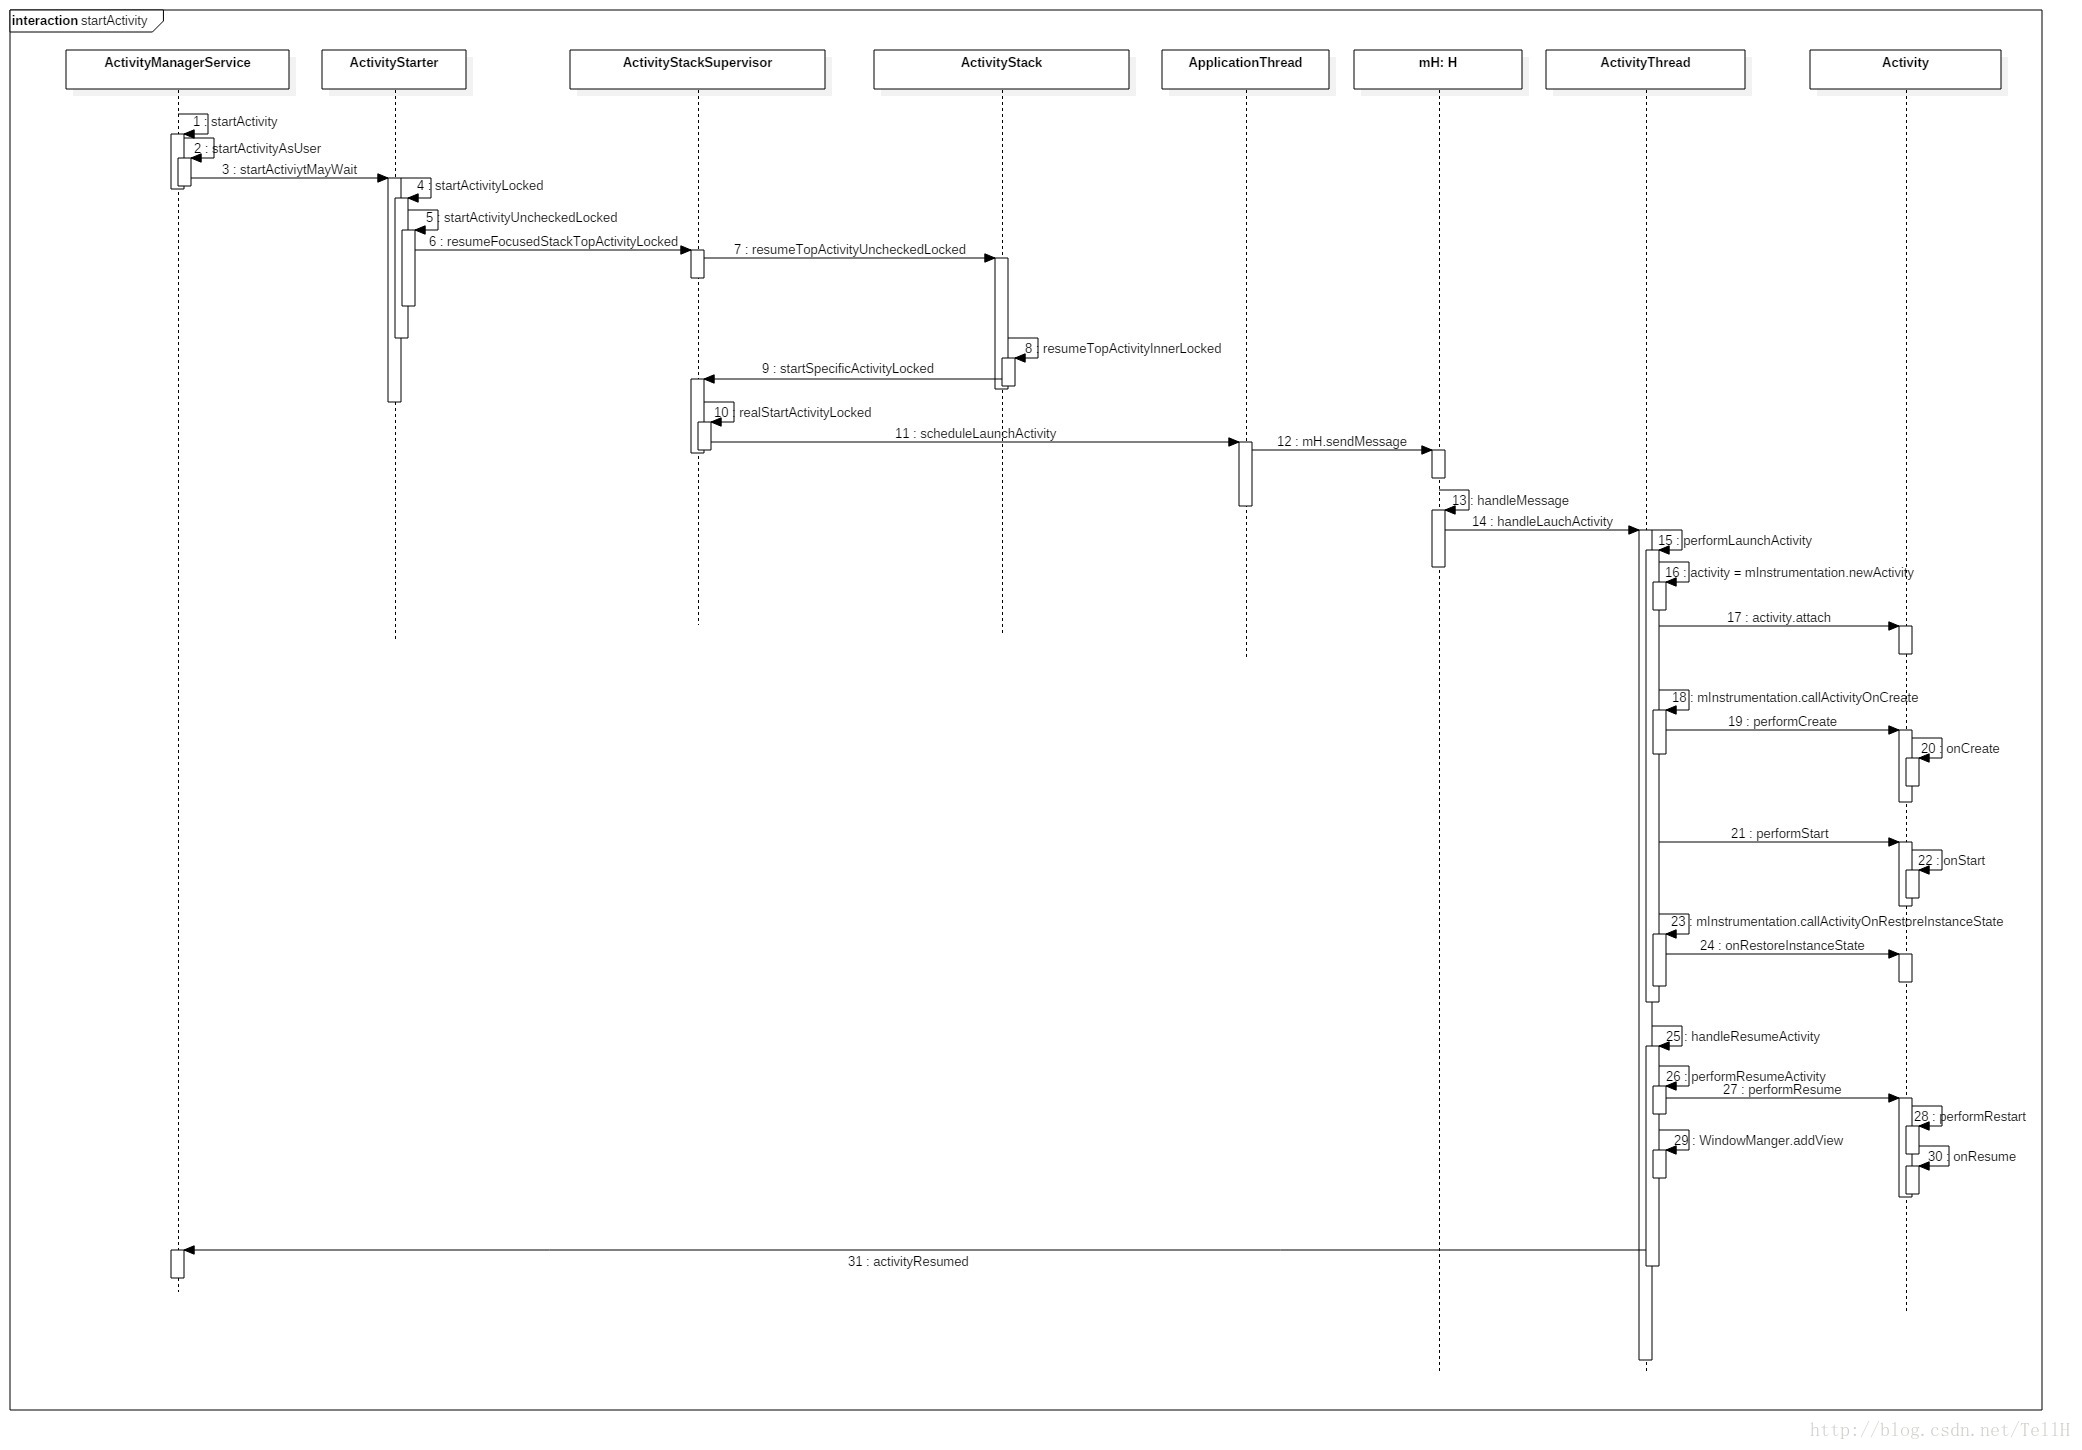 interaction startActivity
ActivityManagerService
ActivityStarter
ActivityStackSupervisor
ActivityStack
ApplicationThread
mH: H
ActivityThread
Activity
1 : startActivity
2 : startActivityAsUser
3 : startActiviytMayWait
4 : startActivityLocked
5 : startActivityUncheckedLocked
6 : resumeFocusedStackTopActivityLocked
7 : resumeTopActivityUncheckedLocked
8 : resumeTopActivityInnerLocked
9 : startSpecificActivityLocked
10 : realStartActivityLocked
11 : scheduleLaunchActivity
12 : mH.sendMessage
13 : handleMessage
14 : handleLauchActivity
15 : performLaunchActivity
16 : activity = mInstrumentation.newActivity
17 : activity.attach
18 : mInstrumentation.callActivityOnCreate
19 : performCreate
20 : onCreate
21 : performStart
22 : onStart
23 : mInstrumentation.callActivityOnRestoreInstanceState
24 : onRestoreInstanceState
25 : handleResumeActivity
26 : performResumeActivity
27 : performResume
28 : performRestart
29 : WindowManger.addView
30 : onResume
31 : activityResumed
http://blog.csdn.net/TellH